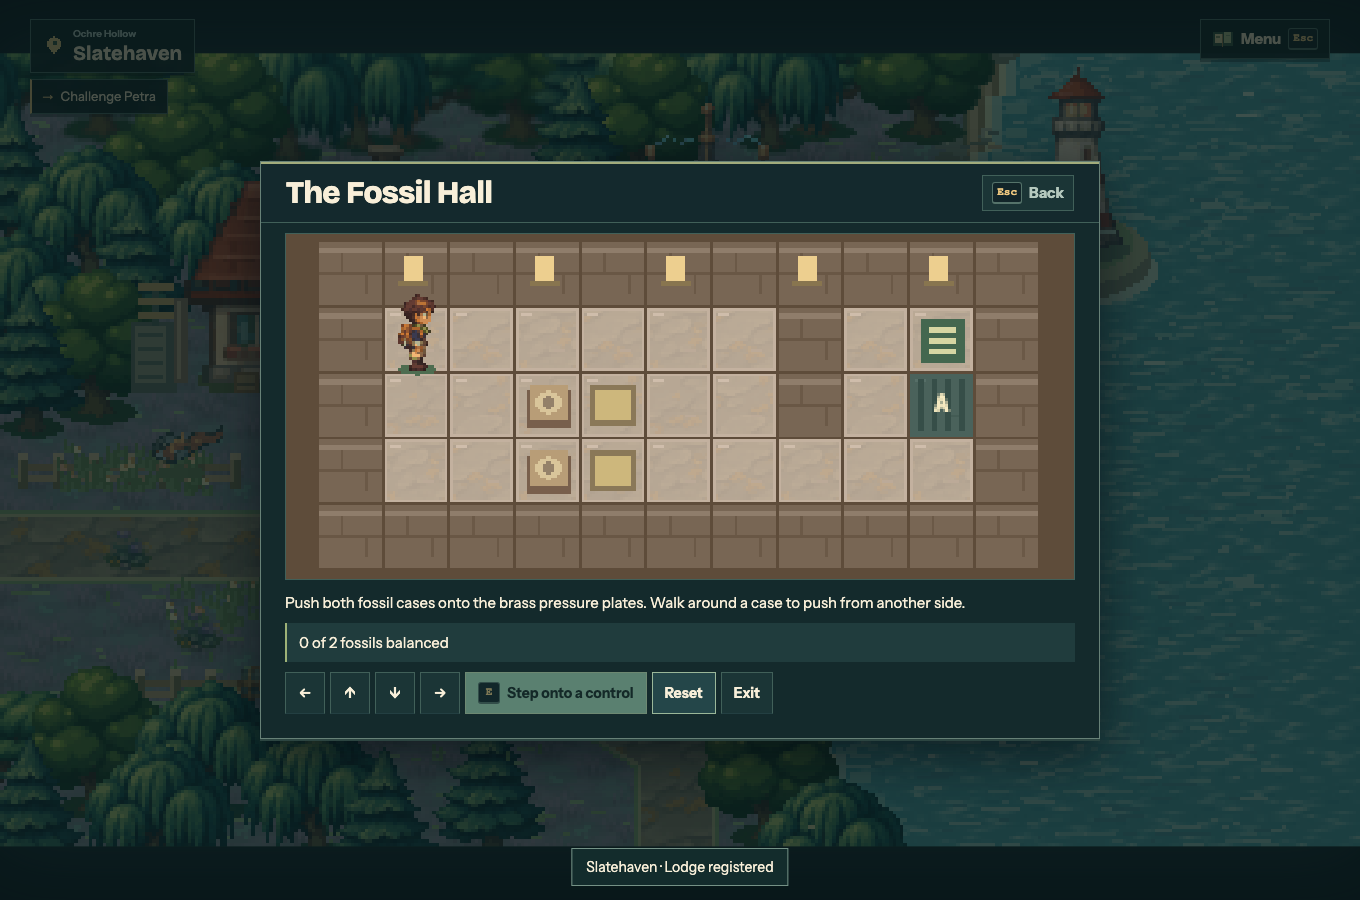 Ochre Hollow
Slatehaven
→ Challenge Petra
Menu Esc
The Fossil Hall
Esc Back
A
Push both fossil cases onto the brass pressure plates. Walk around a case to push from another side.
0 of 2 fossils balanced
← ↑ ↓ → E Step onto a control Reset Exit
Slatehaven · Lodge registered